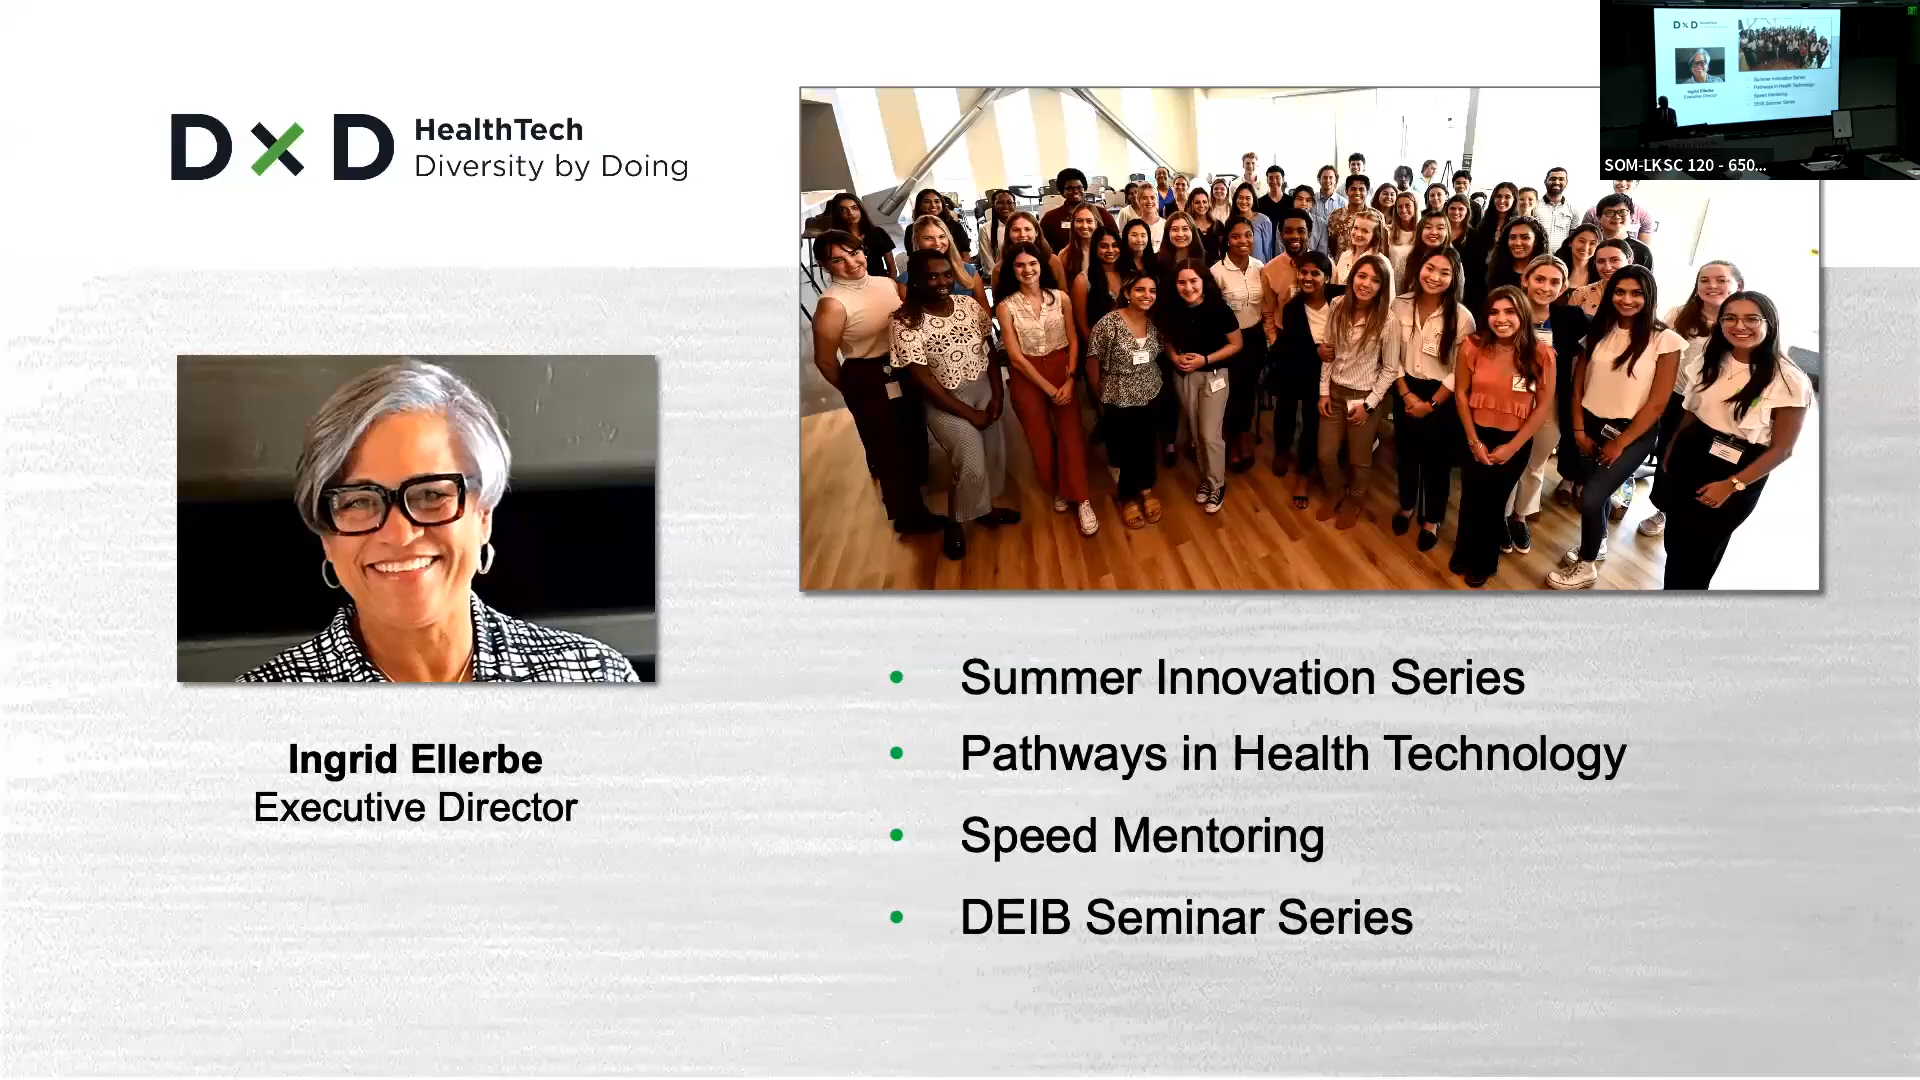 D x D HealthTech
Diversity by Doing
SOM-LKSC 120 - 650...
Ingrid Ellerbe
Executive Director
• Summer Innovation Series
• Pathways in Health Technology
• Speed Mentoring
• DEIB Seminar Series